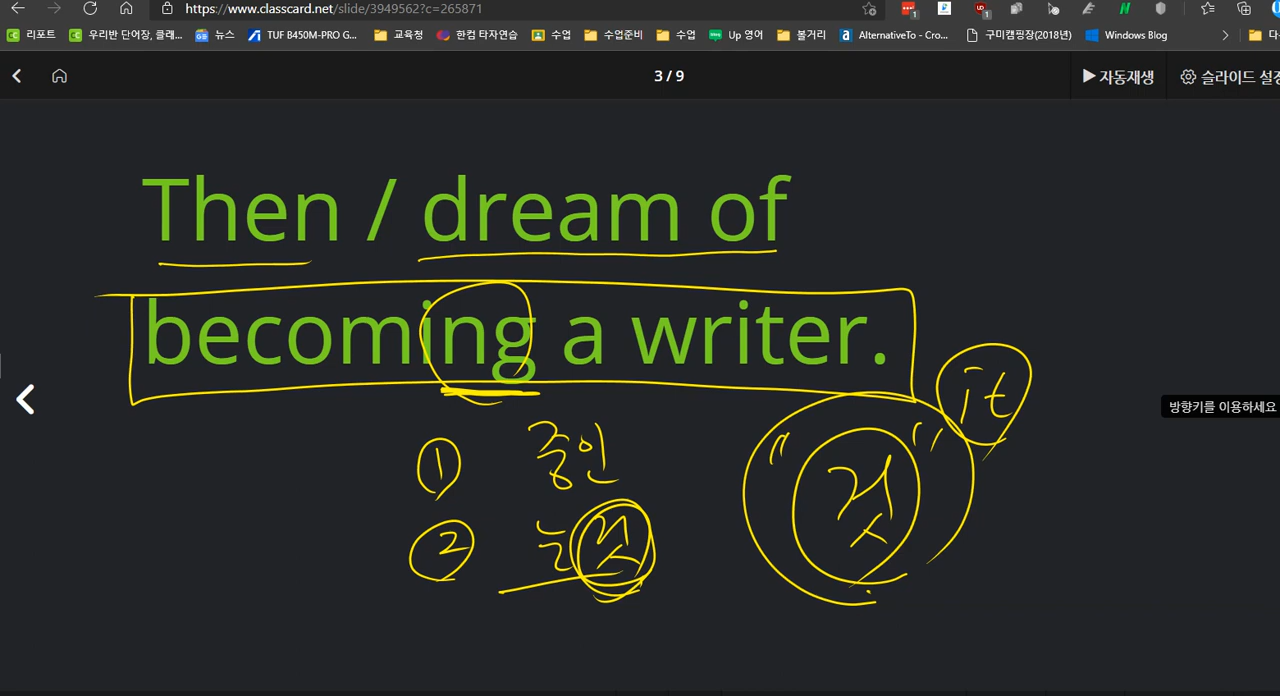 https://www.classcard.net/slide/3949562?c=265871
리포트 우리반 단어장, 클래... 뉴스 TUF B450M-PRO G... 교육청 한컴 타자연습 수업 수업준비 수업 Up 영어 볼거리 AlternativeTo - Cro... 구미캠핑장(2018년) Windows Blog
3 / 9
▶자동재생 슬라이드 설정
Then / dream of
becoming a writer.
it
방향키를 이용하세요
① 중인
② 는것
"것"